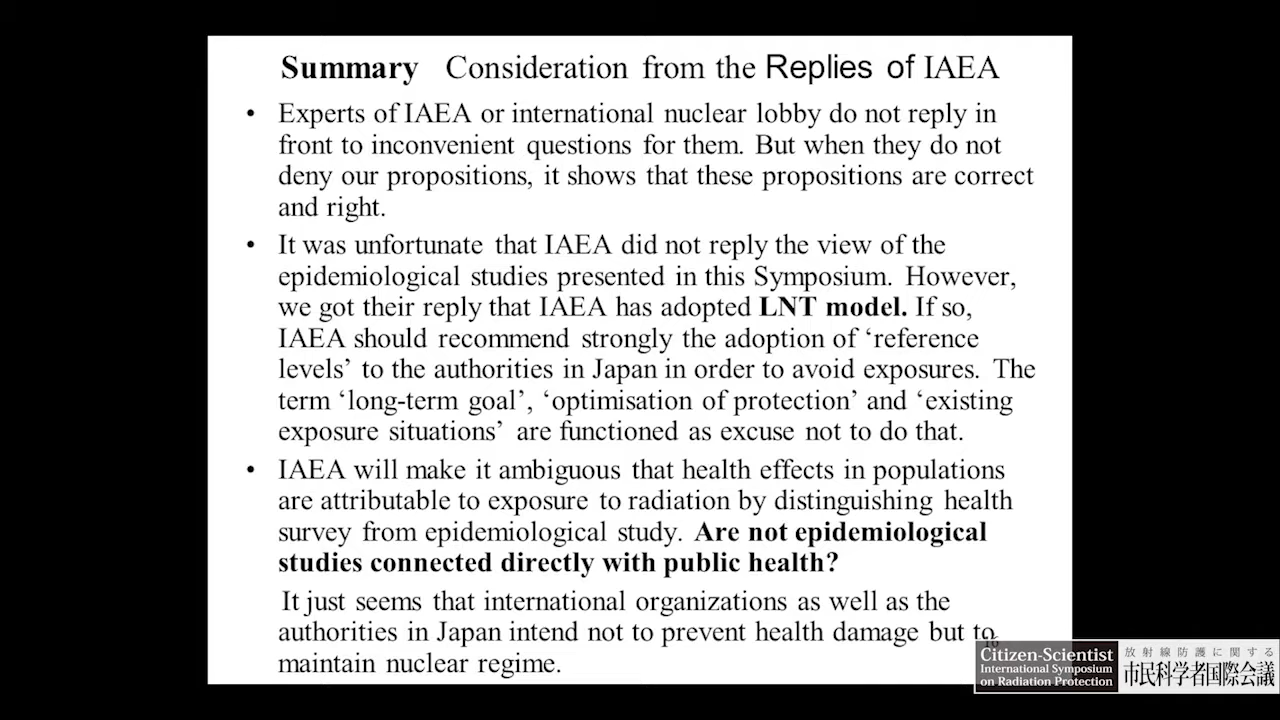 Summary Consideration from the Replies of IAEA
• Experts of IAEA or international nuclear lobby do not reply in
front to inconvenient questions for them. But when they do not
deny our propositions, it shows that these propositions are correct
and right.
• It was unfortunate that IAEA did not reply the view of the
epidemiological studies presented in this Symposium. However,
we got their reply that IAEA has adopted LNT model. If so,
IAEA should recommend strongly the adoption of ‘reference
levels’ to the authorities in Japan in order to avoid exposures. The
term ‘long-term goal’, ‘optimisation of protection’ and ‘existing
exposure situations’ are functioned as excuse not to do that.
• IAEA will make it ambiguous that health effects in populations
are attributable to exposure to radiation by distinguishing health
survey from epidemiological study. Are not epidemiological
studies connected directly with public health?
It just seems that international organizations as well as the
authorities in Japan intend not to prevent health damage but to
maintain nuclear regime.
Citizen-Scientist
International Symposium
on Radiation Protection
放射線防護に関する
市民科学者国際会議